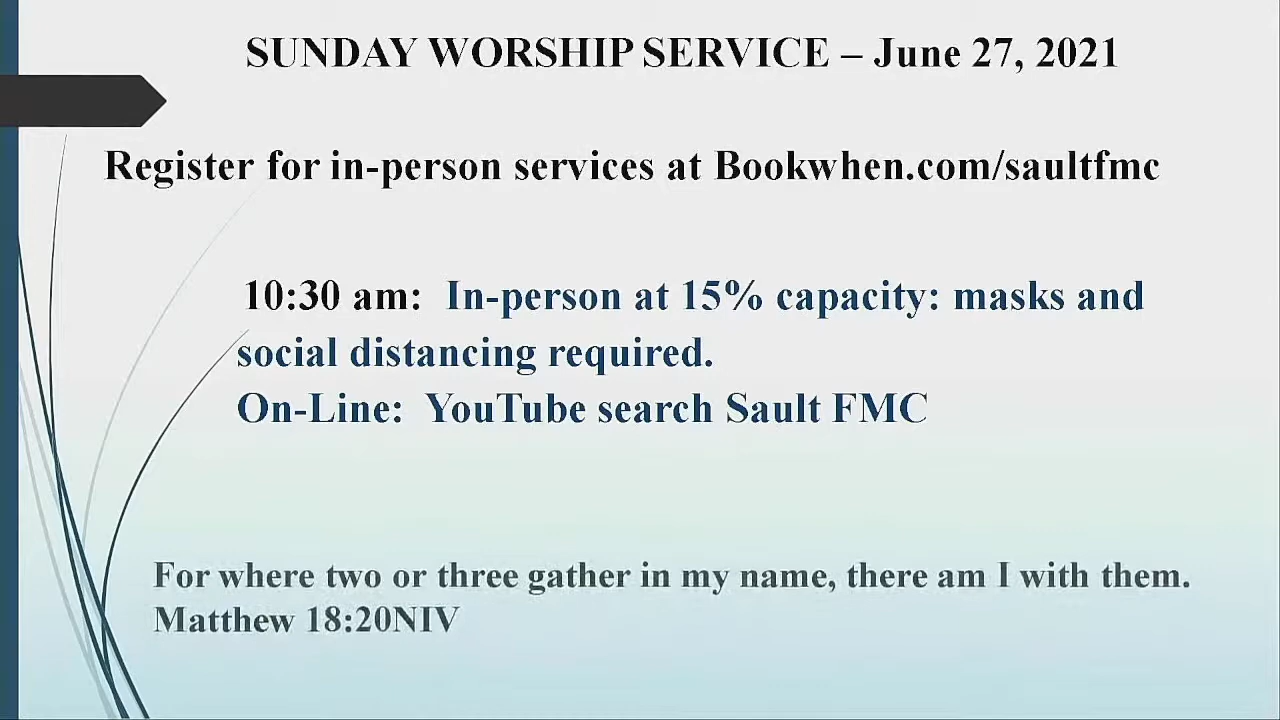 SUNDAY WORSHIP SERVICE – June 27, 2021
Register for in-person services at Bookwhen.com/saultfmc
10:30 am: In-person at 15% capacity: masks and
social distancing required.
On-Line: YouTube search Sault FMC
For where two or three gather in my name, there am I with them.
Matthew 18:20NIV